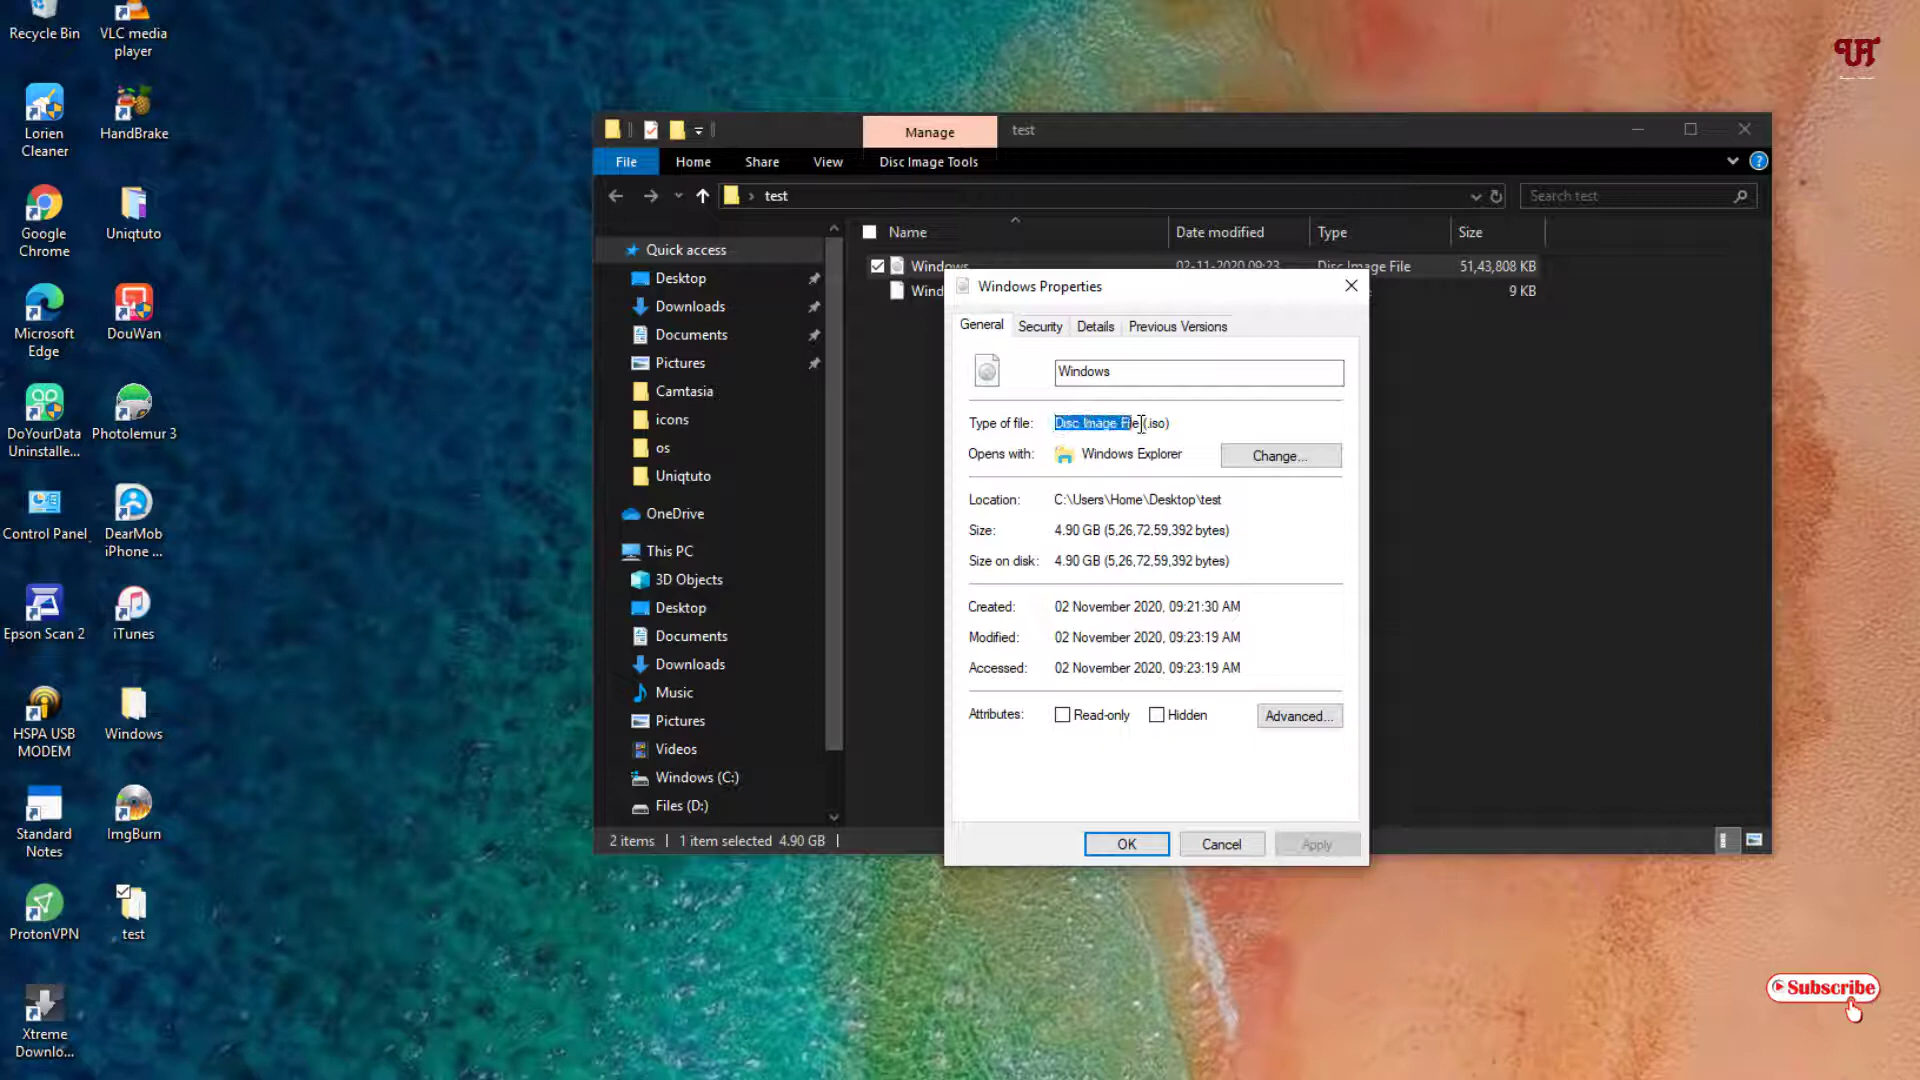 Recycle Bin
VLC media
player
Lorien
Cleaner
HandBrake
Google
Chrome
Uniqtuto
Microsoft
Edge
DouWan
DoYourData
Uninstalle...
Photolemur 3
Control Panel
DearMob
iPhone ...
Epson Scan 2
iTunes
HSPA USB
MODEM
Windows
Standard
Notes
ImgBurn
ProtonVPN
test
Xtreme
Downlo...
Manage
test
File
Home
Share
View
Disc Image Tools
test
Search test
Name
Date modified
Type
Size
Windows
02-11-2020 09:23
Disc Image File
51,43,808 KB
Wind
9 KB
Quick access
Desktop
Downloads
Documents
Pictures
Camtasia
icons
os
Uniqtuto
OneDrive
This PC
3D Objects
Desktop
Documents
Downloads
Music
Pictures
Videos
Windows (C:)
Files (D:)
2 items
1 item selected 4.90 GB
Windows Properties
General
Security
Details
Previous Versions
Windows
Type of file: Disc Image File (.iso)
Opens with: Windows Explorer
Change...
Location: C:\Users\Home\Desktop\test
Size: 4.90 GB (5,26,72,59,392 bytes)
Size on disk: 4.90 GB (5,26,72,59,392 bytes)
Created: 02 November 2020, 09:21:30 AM
Modified: 02 November 2020, 09:23:19 AM
Accessed: 02 November 2020, 09:23:19 AM
Attributes: Read-only Hidden
Advanced...
OK
Cancel
Apply
Subscribe